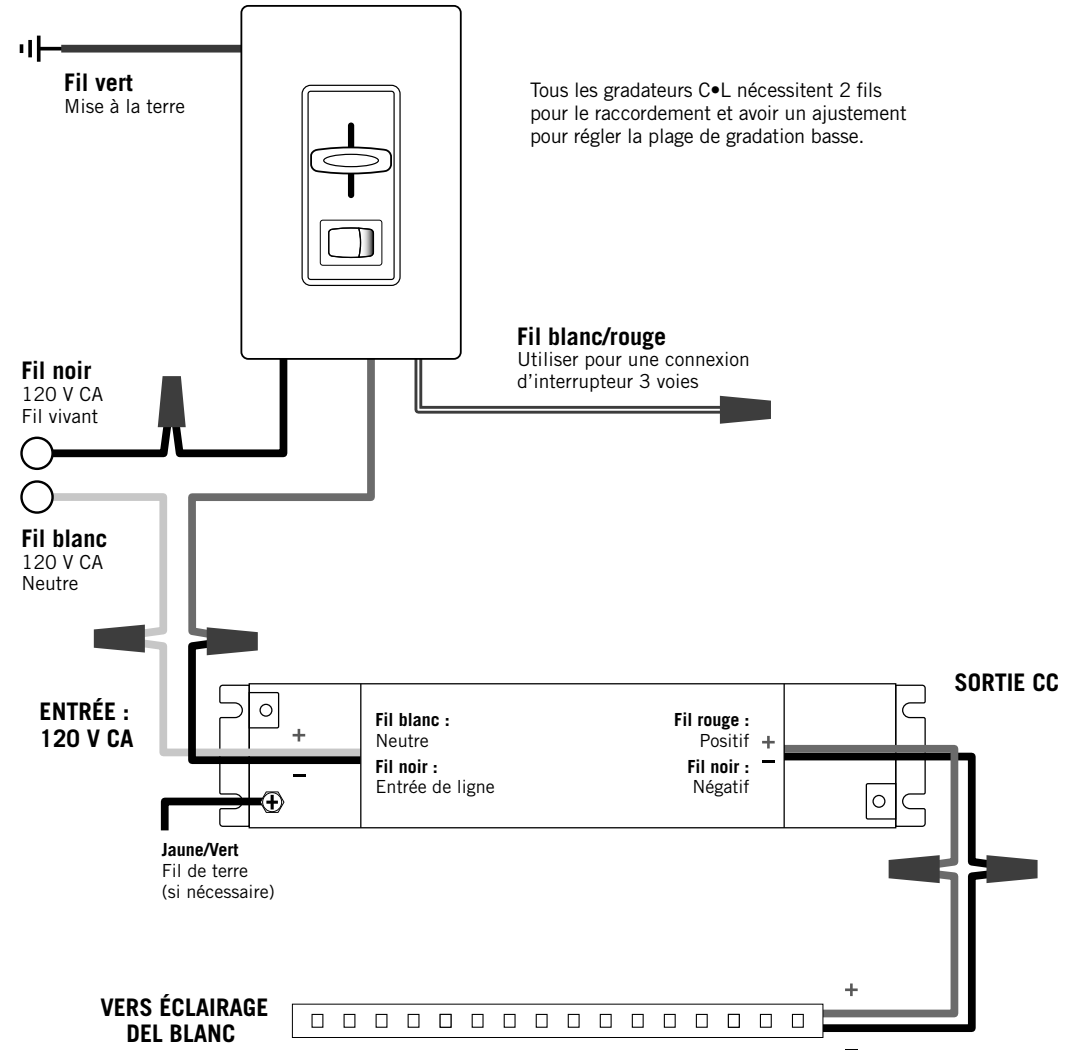 Fil vert
Mise à la terre
Tous les gradateurs C•L nécessitent 2 fils
pour le raccordement et avoir un ajustement
pour régler la plage de gradation basse.
Fil blanc/rouge
Utiliser pour une connexion
d’interrupteur 3 voies
Fil noir
120 V CA
Fil vivant
Fil blanc
120 V CA
Neutre
SORTIE CC
ENTRÉE :
120 V CA
+
−
Fil blanc :
Neutre
Fil noir :
Entrée de ligne
Fil rouge :
Positif +
Fil noir : −
Négatif
Jaune/Vert
Fil de terre
(si nécessaire)
VERS ÉCLAIRAGE
DEL BLANC
+
−